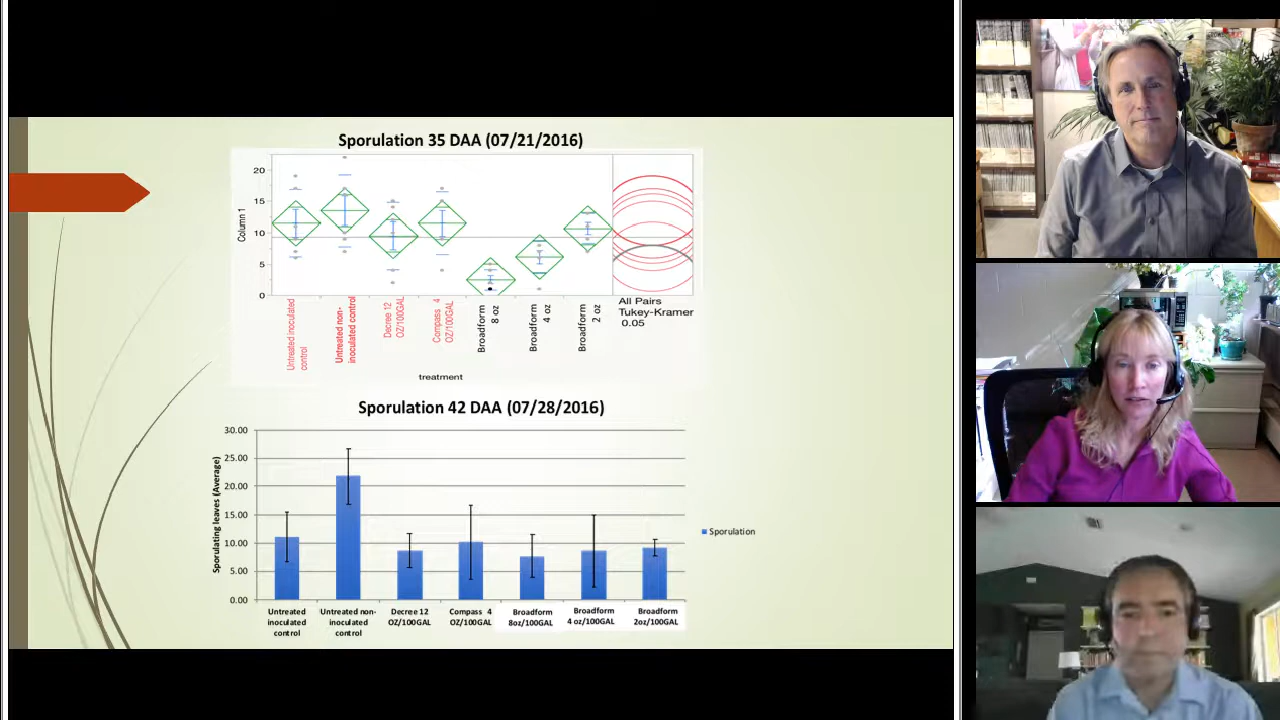 Sporulation 35 DAA (07/21/2016)
Column 1
20
15
10
5
0
Untreated inoculated
control
Untreated non-
inoculated control
Decree 12
OZ/100GAL
Compass 4
OZ/100GAL
Broadform
8 oz
Broadform
4 oz
Broadform
2 oz
All Pairs
Tukey-Kramer
0.05
treatment
Sporulation 42 DAA (07/28/2016)
Sporulating leaves (Average)
30.00
25.00
20.00
15.00
10.00
5.00
0.00
Untreated
inoculated
control
Untreated non-
inoculated
control
Decree 12
OZ/100GAL
Compass 4
OZ/100GAL
Broadform
8oz/100GAL
Broadform
4 oz/100GAL
Broadform
2oz/100GAL
Sporulation